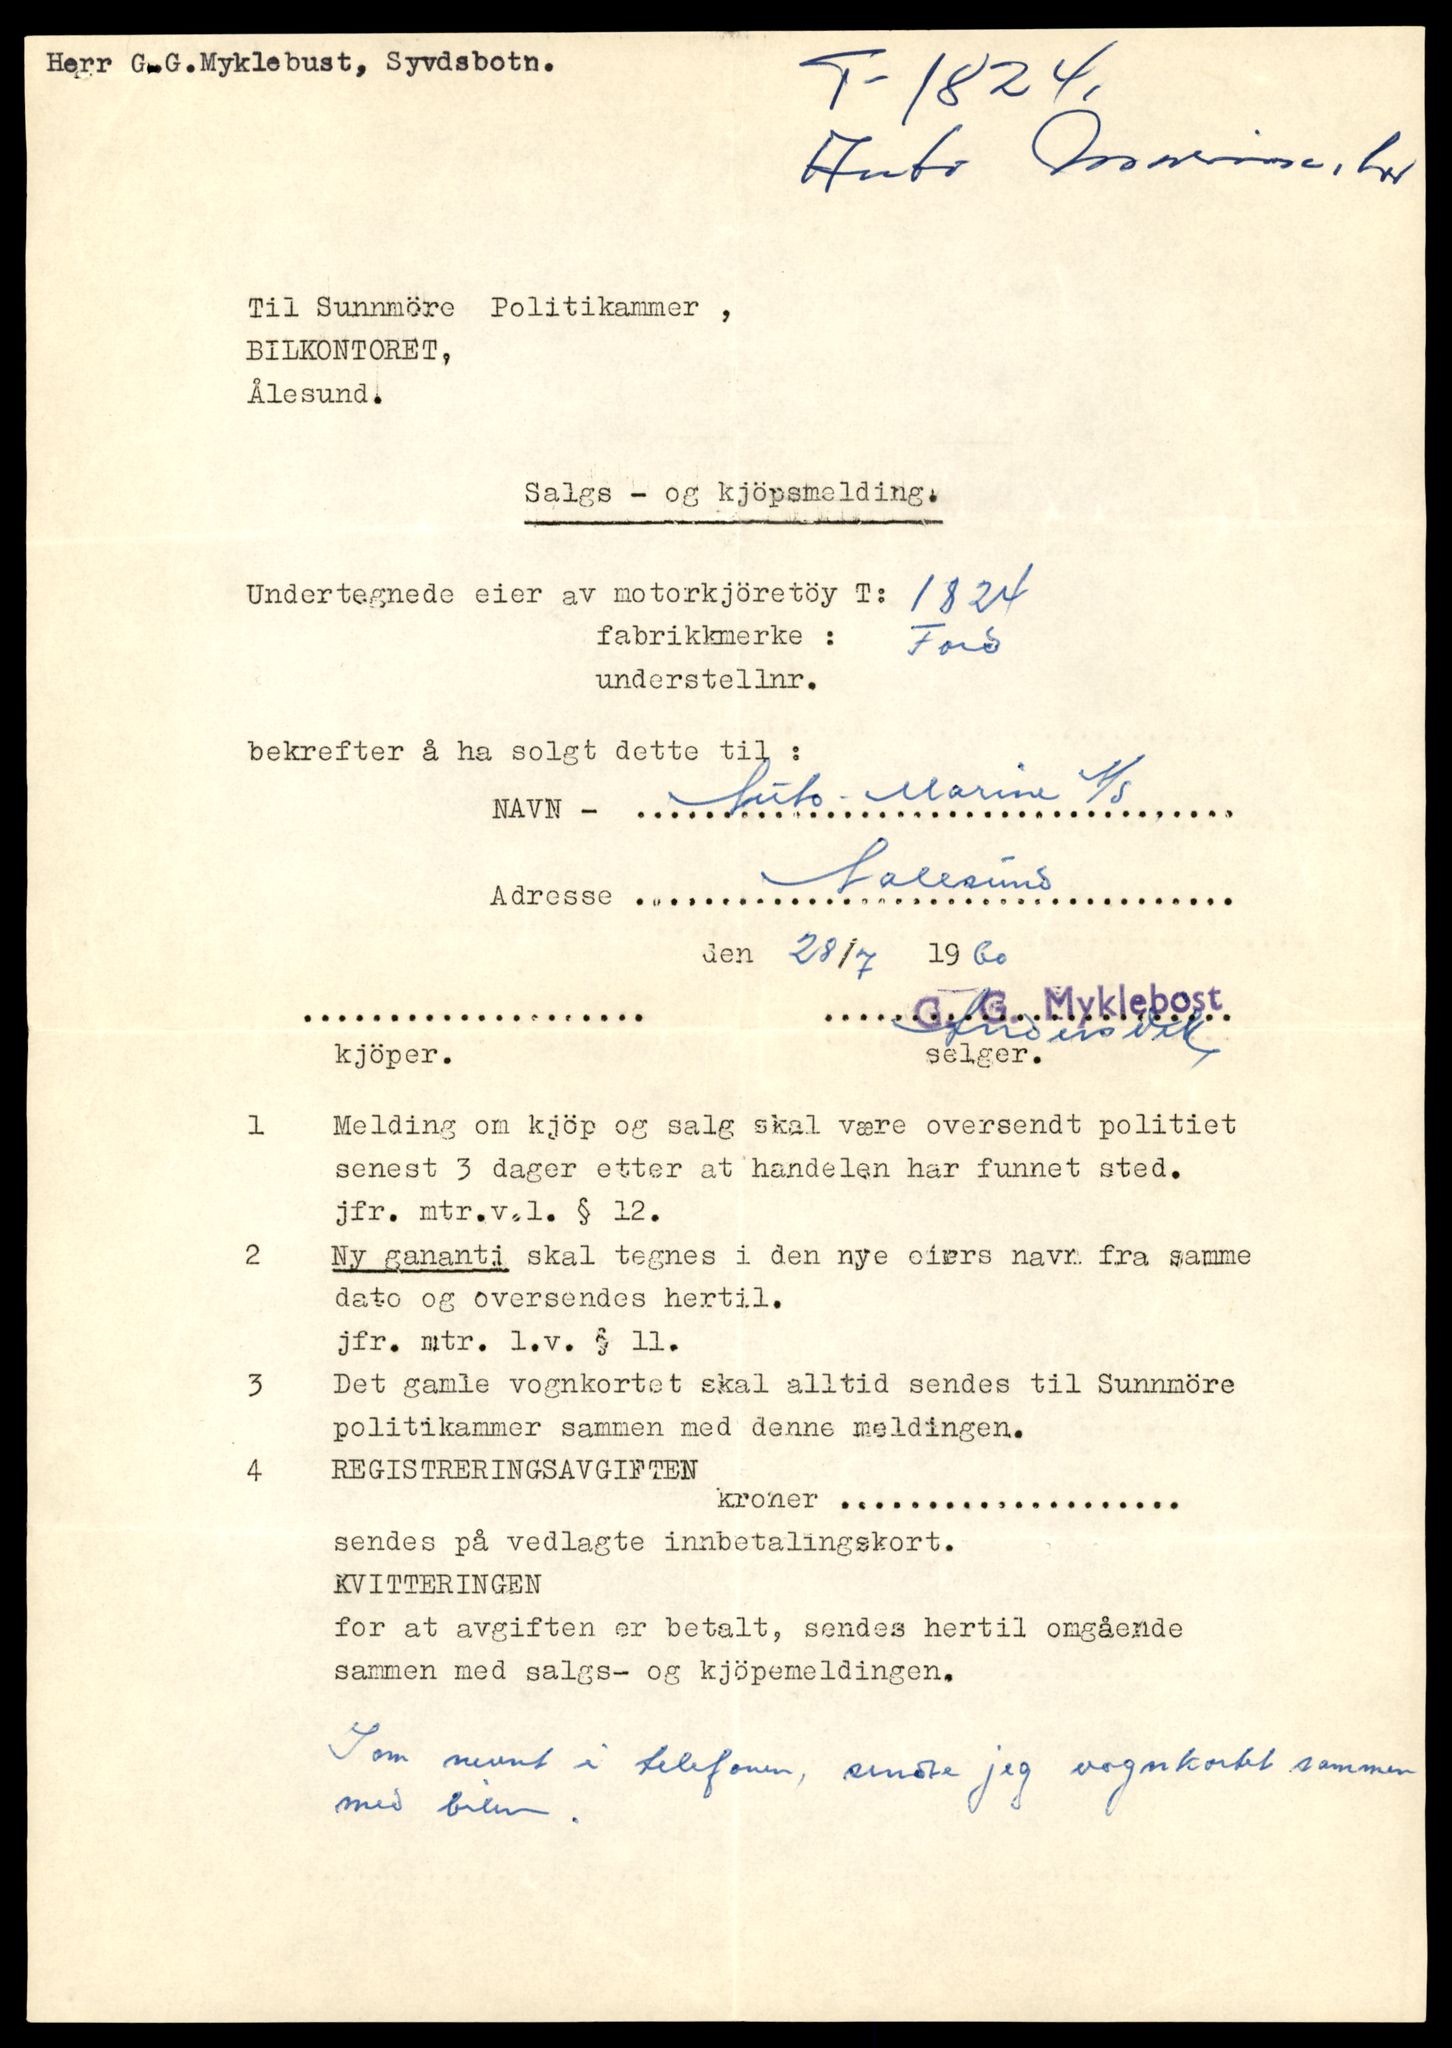 Herr G.G.Myklebust, Syvdsbotn.
T-1824.
Auto Marine, her
Til Sunnmöre Politikammer ,
BILKONTORET,
Ålesund.
Salgs - og kjöpsmelding.
Undertegnede eier av motorkjöretöy T: 1824
fabrikkmerke : Ford
understellnr.
bekrefter å ha solgt dette til :
NAVN - Auto-Marine A/S
Adresse Aalesund
den 28/7 1960
G. G. Myklebost
kjöper. selger.
1 Melding om kjöp og salg skal være oversendt politiet
senest 3 dager etter at handelen har funnet sted.
jfr. mtr.v.l. § 12.
2 Ny gananti skal tegnes i den nye eiers navn fra samme
dato og oversendes hertil.
jfr. mtr. l.v. § 11.
3 Det gamle vognkortet skal alltid sendes til Sunnmöre
politikammer sammen med denne meldingen.
4 REGISTRERINGSAVGIFTEN
kroner ....................
sendes på vedlagte innbetalingskort.
KVITTERINGEN
for at avgiften er betalt, sendes hertil omgående
sammen med salgs- og kjöpemeldingen.
Som nevnt i telefonen, sendte jeg vognkortet sammen
med bilen.